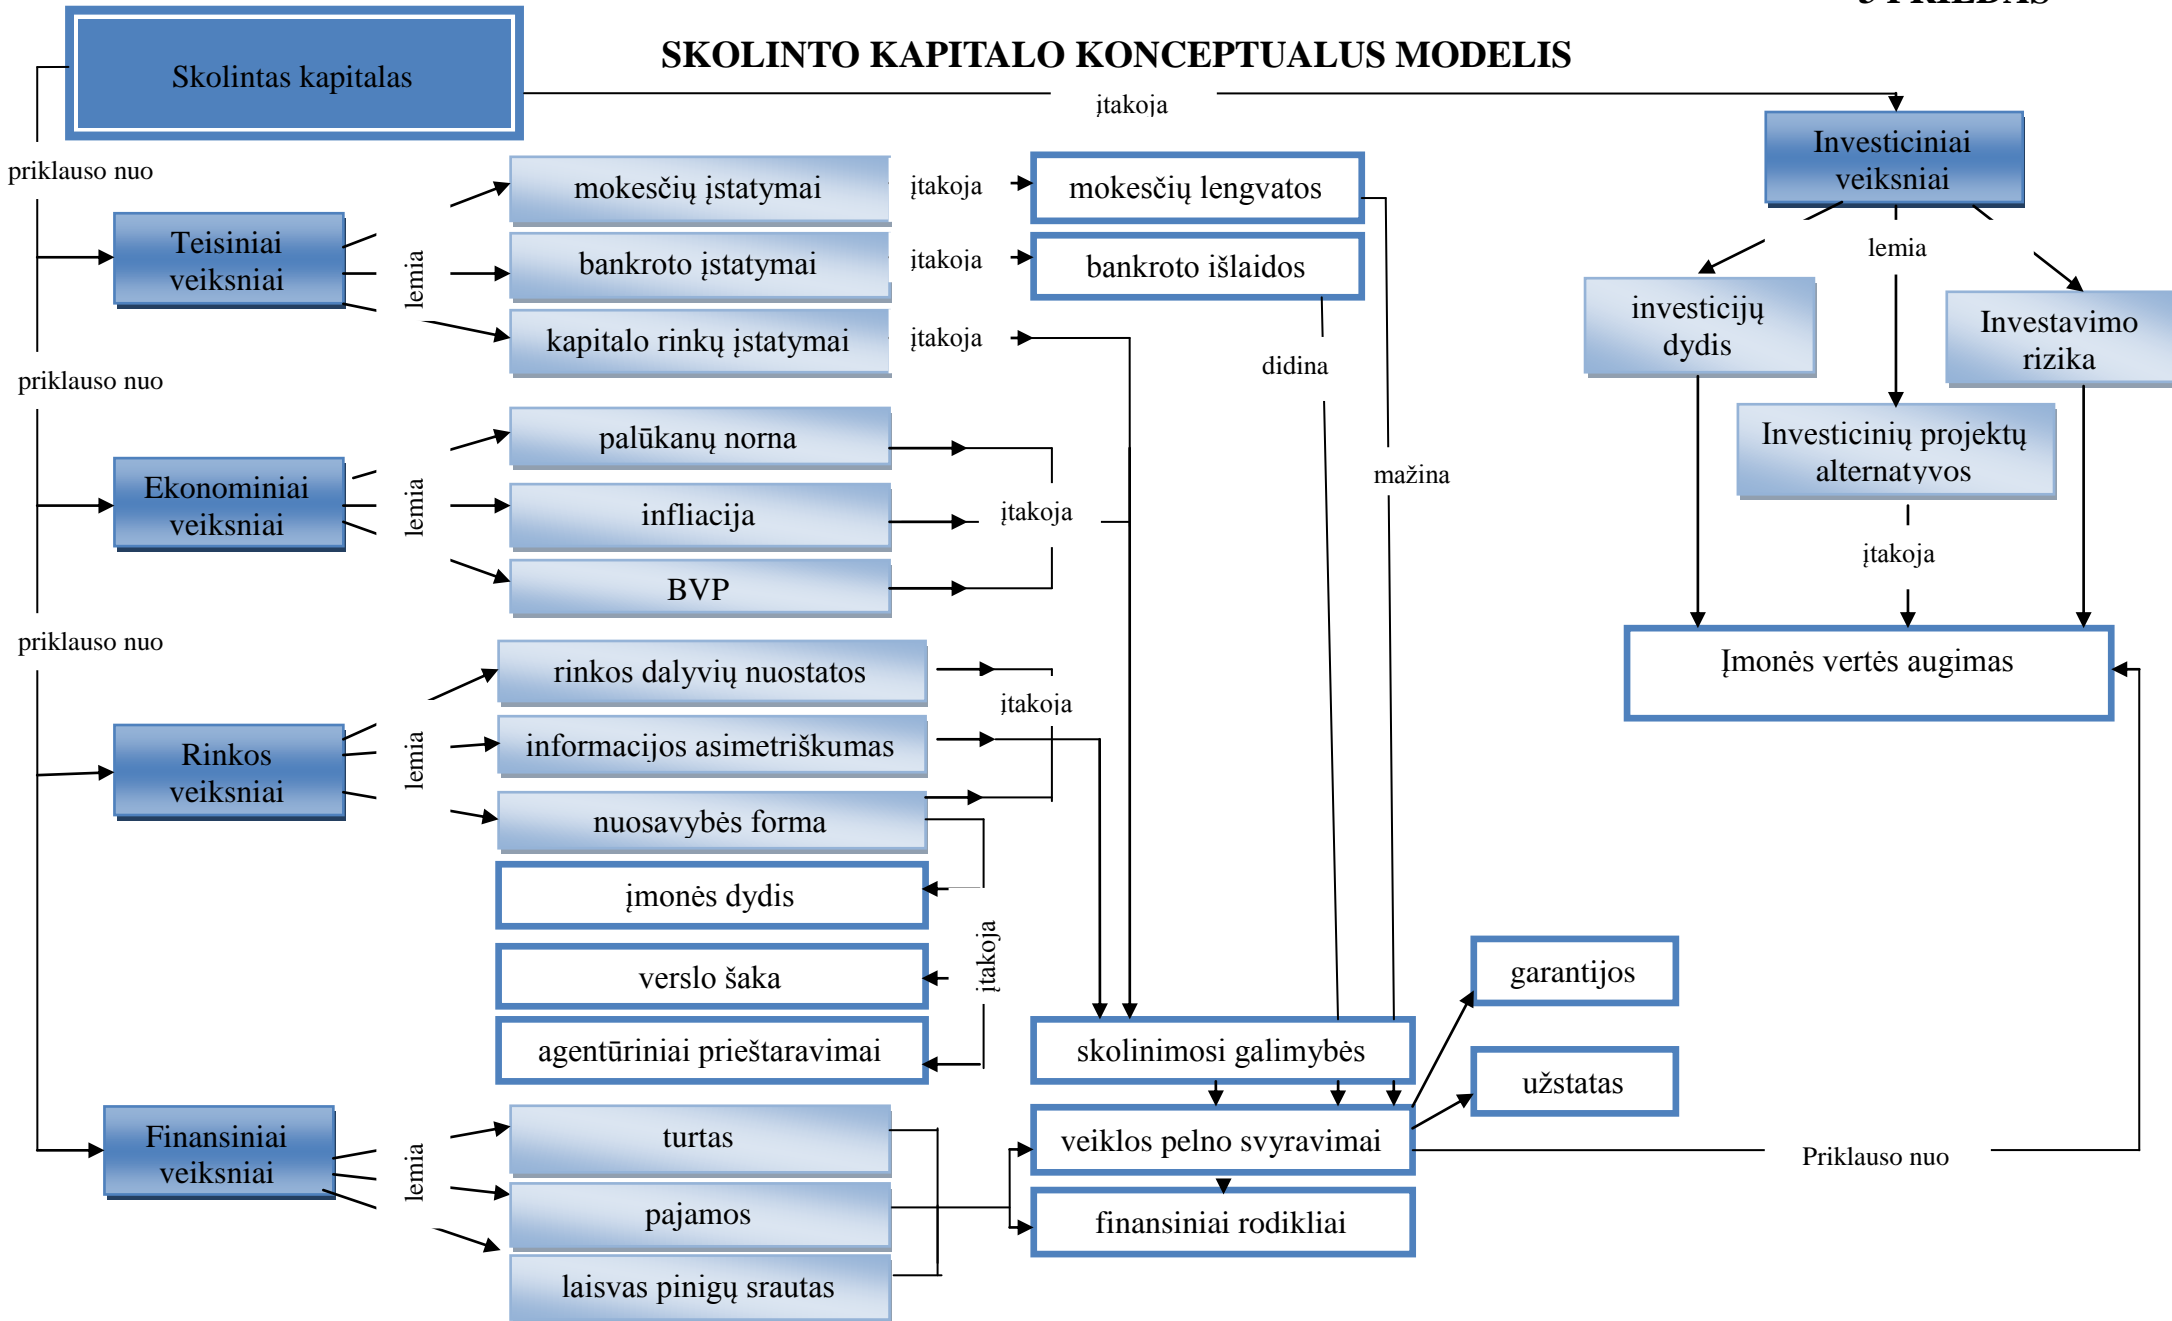 SKOLINTO KAPITALO KONCEPTUALUS MODELIS
Skolintas kapitalas
įtakoja
priklauso nuo
Teisiniai
veiksniai
lemia
mokesčių įstatymai
įtakoja
mokesčių lengvatos
bankroto įstatymai
įtakoja
bankroto išlaidos
kapitalo rinkų įstatymai
įtakoja
didina
mažina
priklauso nuo
Ekonominiai
veiksniai
lemia
palūkanų norna
infliacija
BVP
įtakoja
priklauso nuo
Rinkos
veiksniai
lemia
rinkos dalyvių nuostatos
informacijos asimetriškumas
nuosavybės forma
įtakoja
įmonės dydis
verslo šaka
agentūriniai prieštaravimai
įtakoja
Finansiniai
veiksniai
lemia
turtas
pajamos
laisvas pinigų srautas
skolinimosi galimybės
veiklos pelno svyravimai
finansiniai rodikliai
garantijos
užstatas
Priklauso nuo
Investiciniai
veiksniai
lemia
investicijų
dydis
Investavimo
rizika
Investicinių projektų
alternatyvos
įtakoja
Įmonės vertės augimas